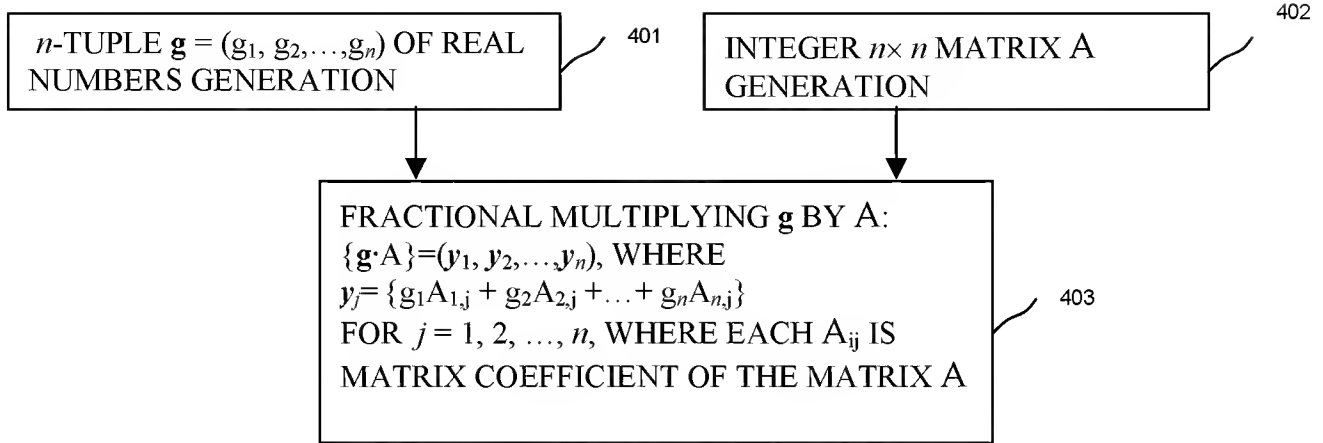 n-TUPLE g = (g₁, g₂,…,gₙ) OF REAL
NUMBERS GENERATION
401
INTEGER n× n MATRIX A
GENERATION
402
FRACTIONAL MULTIPLYING g BY A:
{g·A}=(y₁, y₂,…,yₙ), WHERE
yⱼ= {g₁A₁,ⱼ + g₂A₂,ⱼ +…+ gₙAₙ,ⱼ}
FOR j = 1, 2, …, n, WHERE EACH Aᵢⱼ IS
MATRIX COEFFICIENT OF THE MATRIX A
403